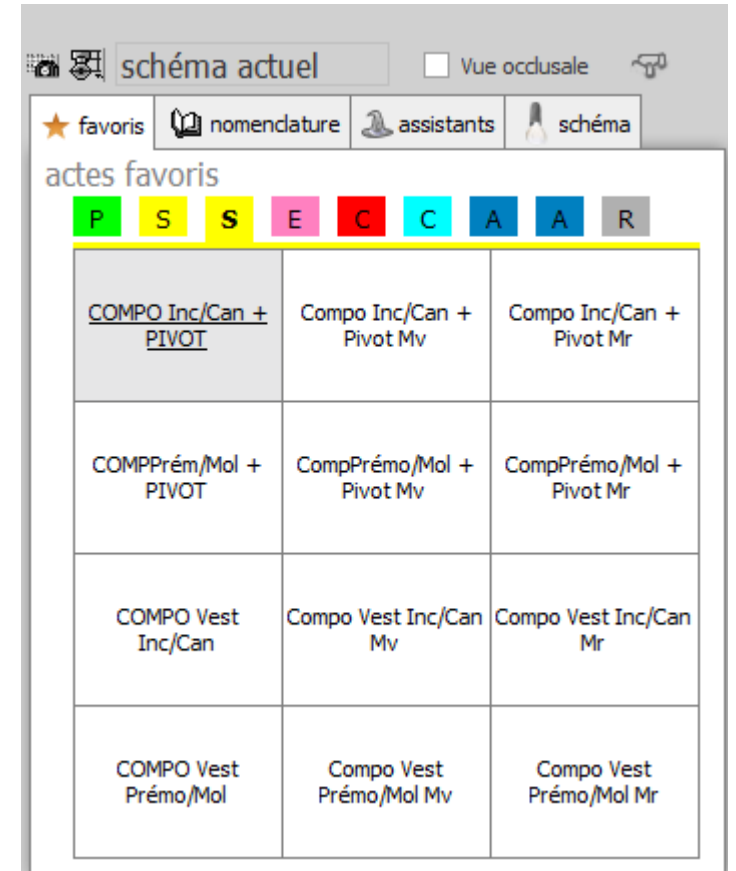 schéma actuel
Vue occlusale
favoris
nomenclature
assistants
schéma
actes favoris
P S S E C C A A R
COMPO Inc/Can +
PIVOT
Compo Inc/Can +
Pivot Mv
Compo Inc/Can +
Pivot Mr
COMPPrém/Mol +
PIVOT
CompPrémo/Mol +
Pivot Mv
CompPrémo/Mol +
Pivot Mr
COMPO Vest
Inc/Can
Compo Vest Inc/Can
Mv
Compo Vest Inc/Can
Mr
COMPO Vest
Prémo/Mol
Compo Vest
Prémo/Mol Mv
Compo Vest
Prémo/Mol Mr